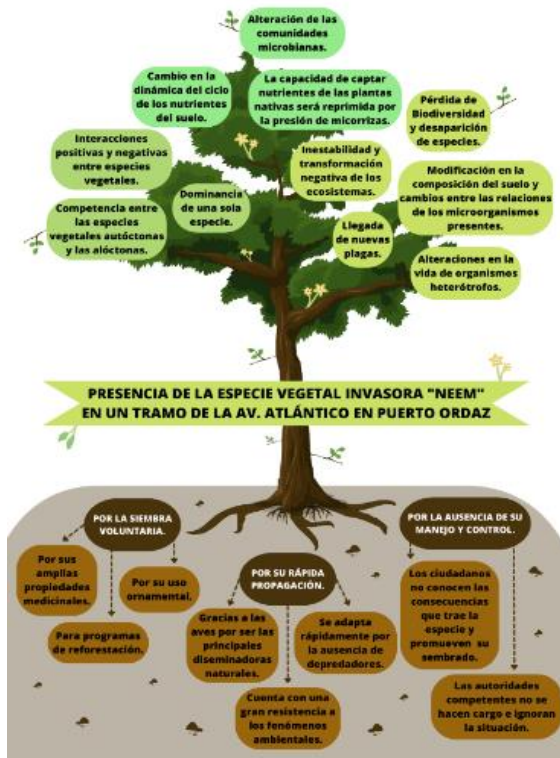 Alteración de las
comunidades
microbianas.
Cambio en la
dinámica del ciclo
de los nutrientes
del suelo.
La capacidad de captar
nutrientes de las plantas
nativas será reprimida por
la presión de micorrizas.
Pérdida de
Biodiversidad
y desaparición
de especies.
Interacciones
positivas y negativas
entre especies
vegetales.
Inestabilidad y
transformación
negativa de los
ecosistemas.
Modificación en la
composición del suelo y
cambios entre las relaciones
de los microorganismos
presentes.
Dominancia
de una sola
especie.
Competencia entre
las especies
vegetales autóctonas
y las alóctonas.
Llegada
de nuevas
plagas.
Alteraciones en la
vida de organismos
heterótrofos.
PRESENCIA DE LA ESPECIE VEGETAL INVASORA "NEEM"
EN UN TRAMO DE LA AV. ATLÁNTICO EN PUERTO ORDAZ
POR LA SIEMBRA
VOLUNTARIA.
Por sus
amplias
propiedades
medicinales.
Por su uso
ornamental.
Para programas
de reforestación.
POR SU RÁPIDA
PROPAGACIÓN.
Gracias a las
aves por ser las
principales
diseminadoras
naturales.
Se adapta
rápidamente por
la ausencia de
depredadores.
Cuenta con una
gran resistencia a
los fenómenos
ambientales.
POR LA AUSENCIA DE SU
MANEJO Y CONTROL.
Los ciudadanos
no conocen las
consecuencias
que trae la
especie y
promueven su
sembrado.
Las autoridades
competentes no se
hacen cargo e ignoran
la situación.